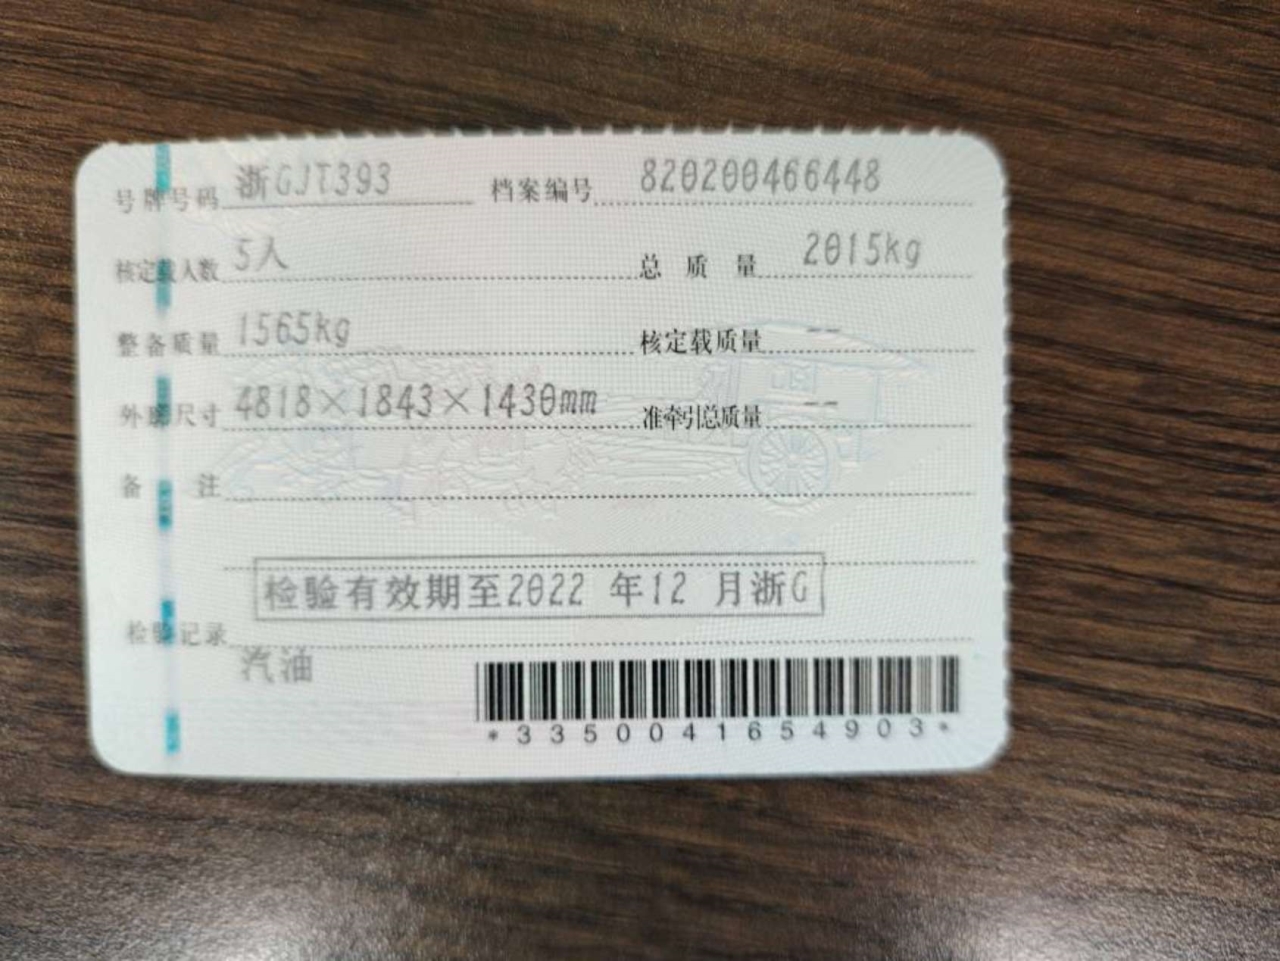 号牌号码 浙GJT393 档案编号 820200466448
核定载人数 5人 总质量 2015kg
整备质量 1565kg 核定载质量 --
外廓尺寸 4818×1843×1430mm 准牵引总质量 --
备注
检验有效期至2022 年12 月浙G
检验记录
汽油
*3350041654903*